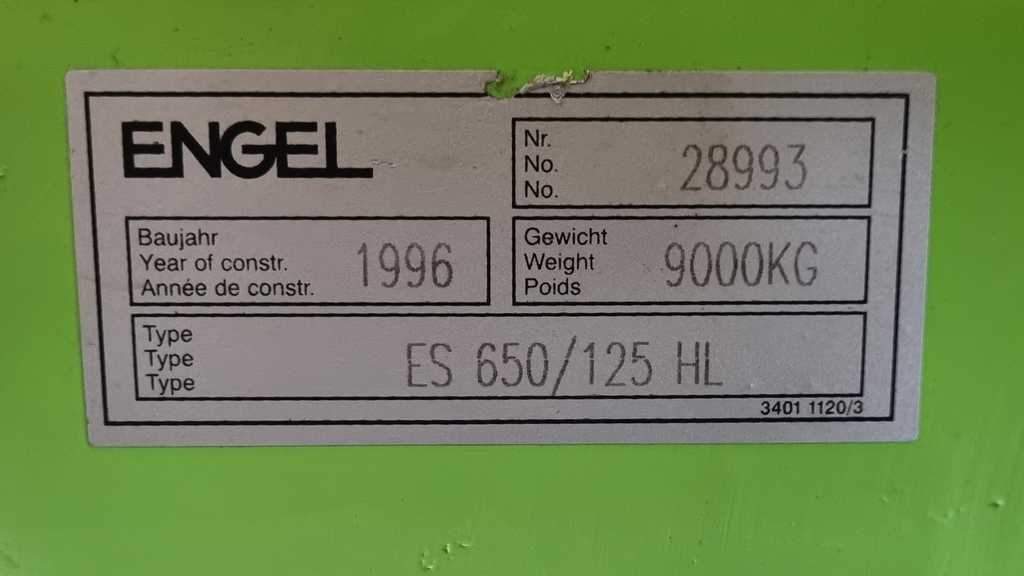 ENGEL
Nr.
No.
No.
28993
Baujahr
Year of constr.
Année de constr.
1996
Gewicht
Weight
Poids
9000KG
Type
Type
Type
ES 650/125 HL
3401 1120/3